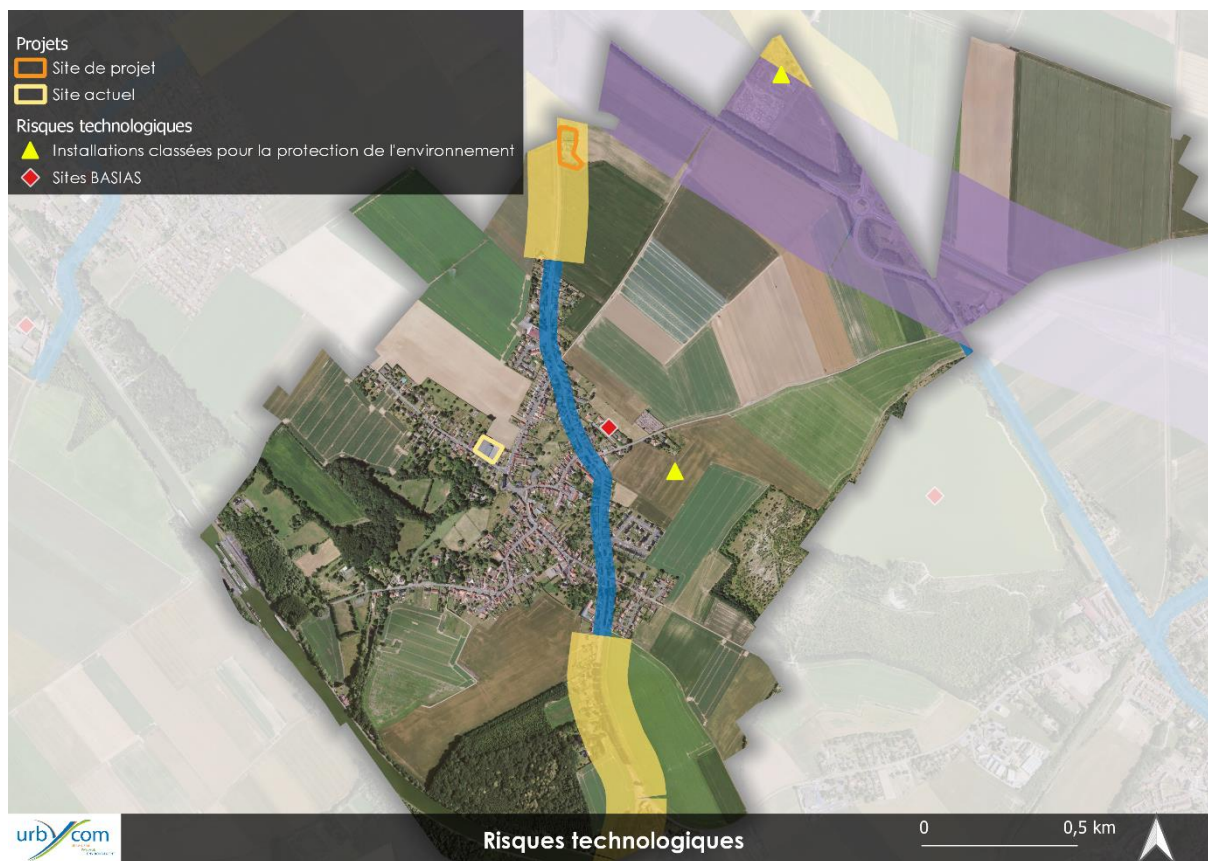 Projets
Site de projet
Site actuel
Risques technologiques
Installations classées pour la protection de l'environnement
Sites BASIAS
urbycom
Risques technologiques
0 0,5 km